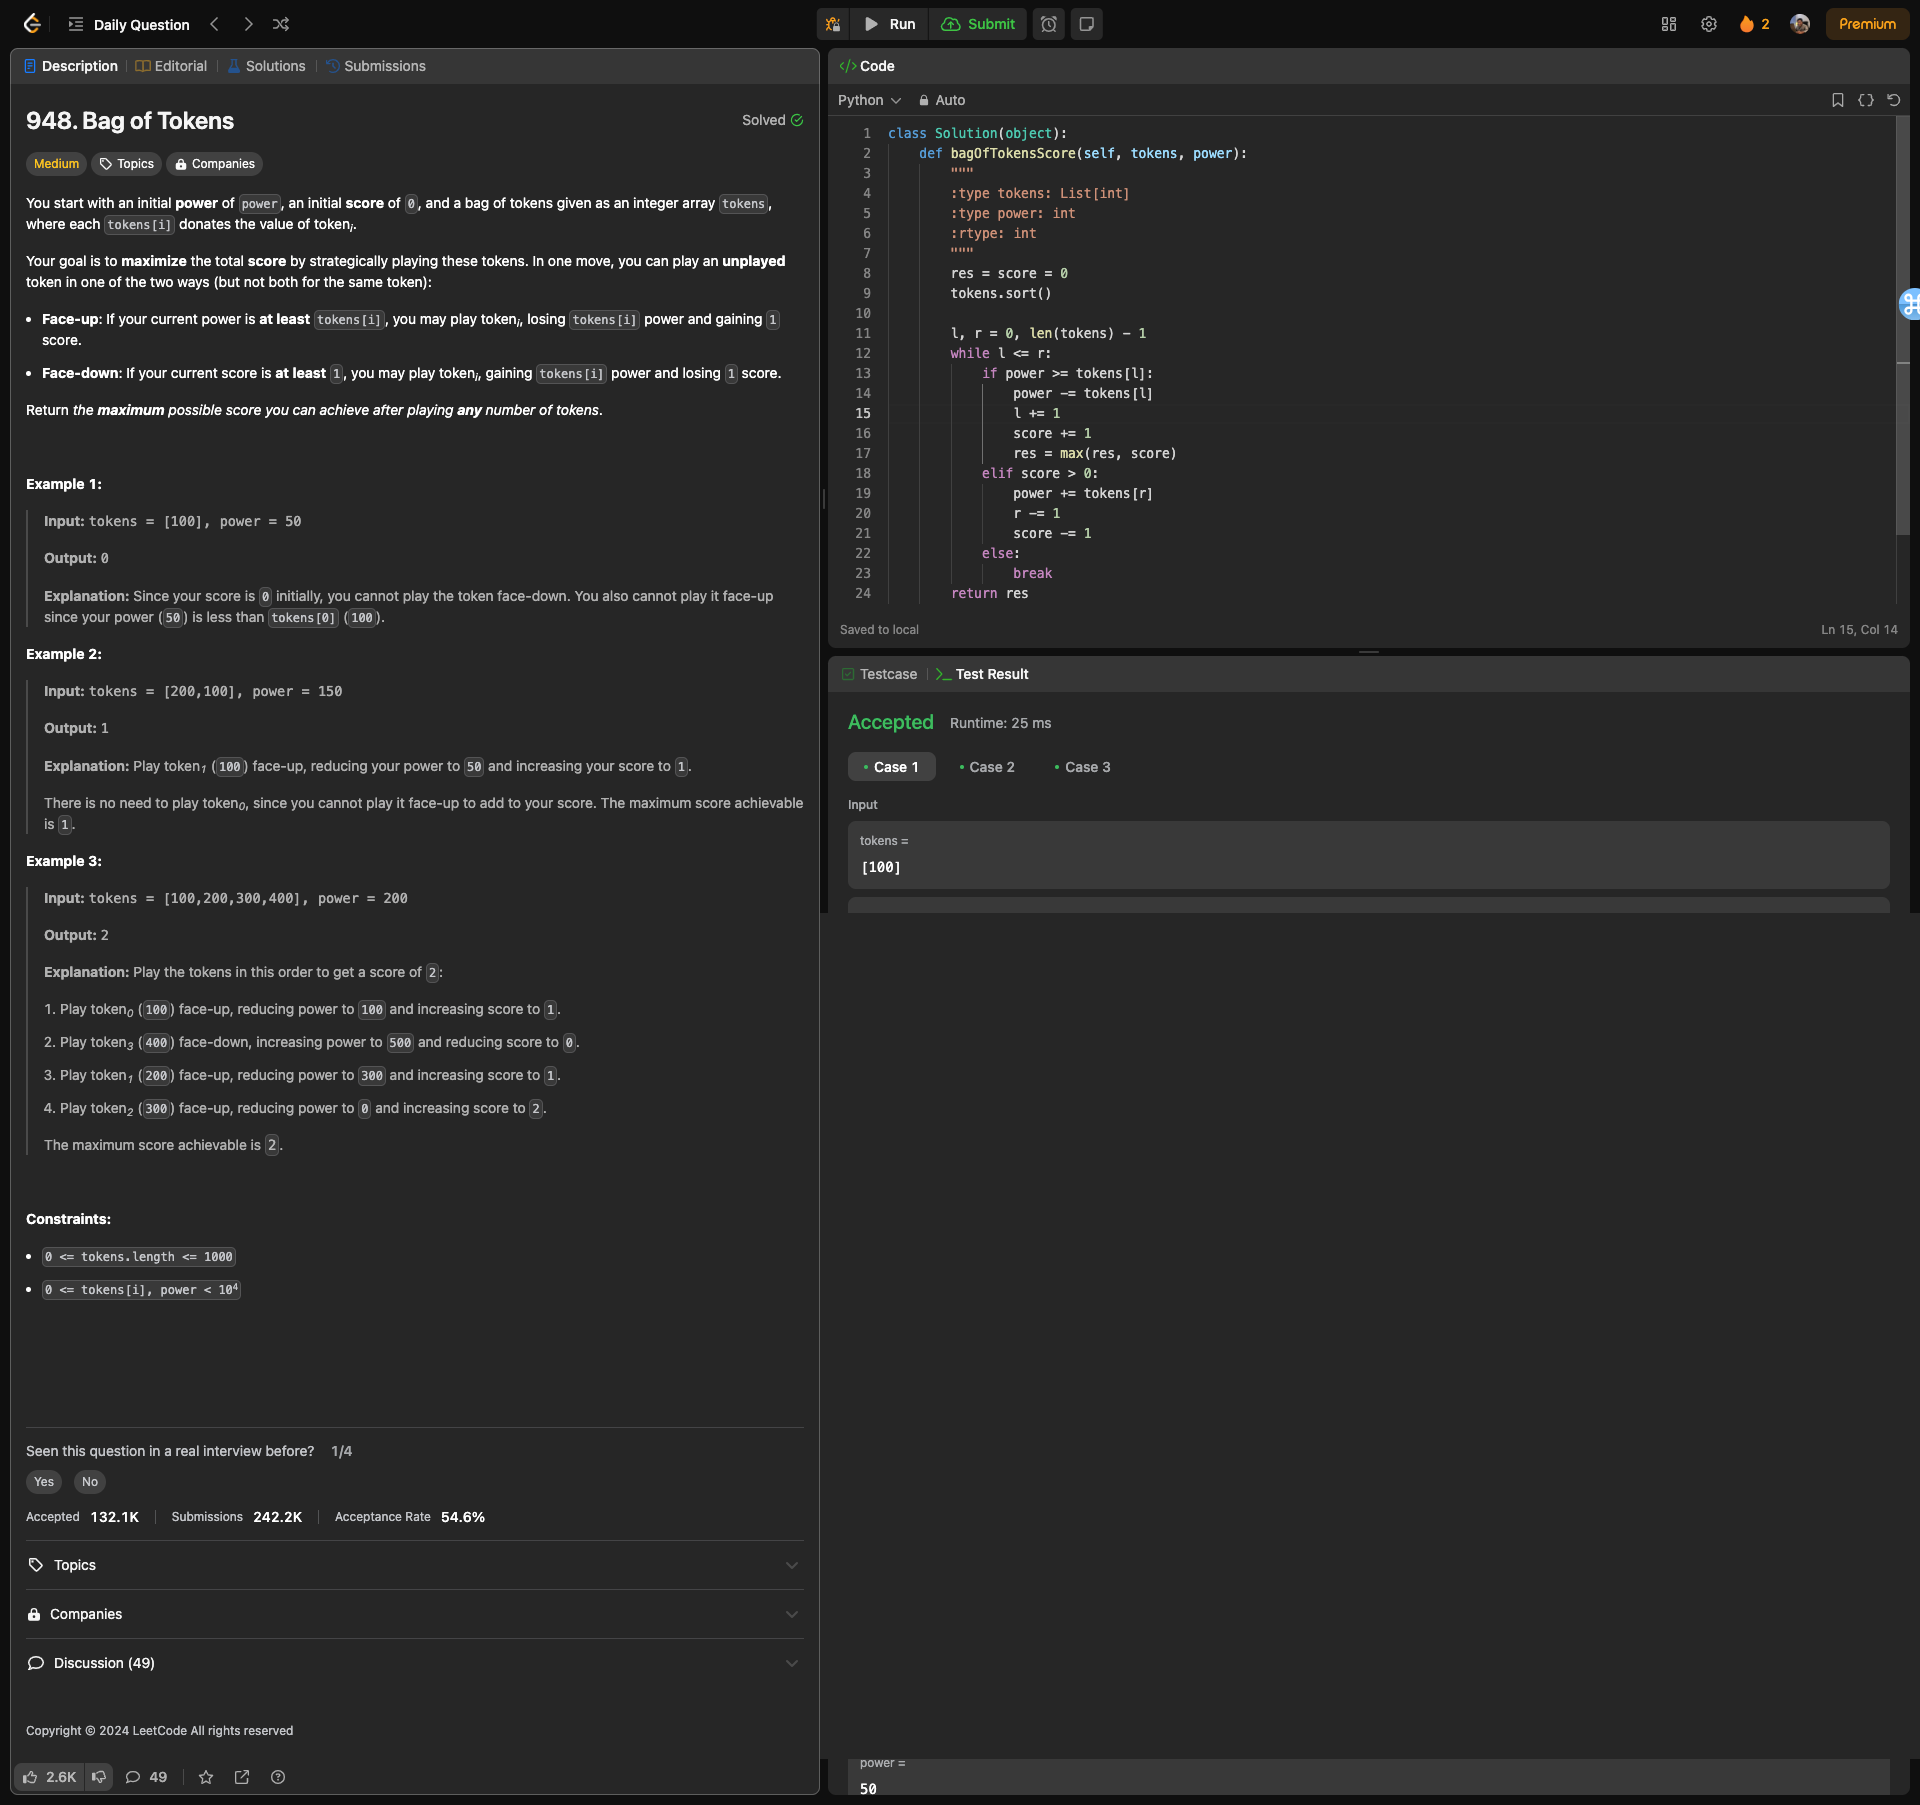 Daily Question
Run
Submit
2
Premium
Description
Editorial
Solutions
Submissions
948. Bag of Tokens
Solved
Medium
Topics
Companies
You start with an initial power of power, an initial score of 0, and a bag of tokens given as an integer array tokens,
where each tokens[i] donates the value of tokeni.
Your goal is to maximize the total score by strategically playing these tokens. In one move, you can play an unplayed
token in one of the two ways (but not both for the same token):
• Face-up: If your current power is at least tokens[i], you may play tokeni, losing tokens[i] power and gaining 1
score.
• Face-down: If your current score is at least 1, you may play tokeni, gaining tokens[i] power and losing 1 score.
Return the maximum possible score you can achieve after playing any number of tokens.
Example 1:
Input: tokens = [100], power = 50
Output: 0
Explanation: Since your score is 0 initially, you cannot play the token face-down. You also cannot play it face-up
since your power (50) is less than tokens[0] (100).
Example 2:
Input: tokens = [200,100], power = 150
Output: 1
Explanation: Play token1 (100) face-up, reducing your power to 50 and increasing your score to 1.
There is no need to play token0, since you cannot play it face-up to add to your score. The maximum score achievable
is 1.
Example 3:
Input: tokens = [100,200,300,400], power = 200
Output: 2
Explanation: Play the tokens in this order to get a score of 2:
1. Play token0 (100) face-up, reducing power to 100 and increasing score to 1.
2. Play token3 (400) face-down, increasing power to 500 and reducing score to 0.
3. Play token1 (200) face-up, reducing power to 300 and increasing score to 1.
4. Play token2 (300) face-up, reducing power to 0 and increasing score to 2.
The maximum score achievable is 2.
Constraints:
• 0 <= tokens.length <= 1000
• 0 <= tokens[i], power < 10⁴
Seen this question in a real interview before? 1/4
Yes
No
Accepted 132.1K
Submissions 242.2K
Acceptance Rate 54.6%
Topics
Companies
Discussion (49)
Copyright © 2024 LeetCode All rights reserved
2.6K
49
</> Code
Python
Auto
1 class Solution(object):
2     def bagOfTokensScore(self, tokens, power):
3         """
4         :type tokens: List[int]
5         :type power: int
6         :rtype: int
7         """
8         res = score = 0
9         tokens.sort()
10
11         l, r = 0, len(tokens) - 1
12         while l <= r:
13             if power >= tokens[l]:
14                 power -= tokens[l]
15                 l += 1
16                 score += 1
17                 res = max(res, score)
18             elif score > 0:
19                 power += tokens[r]
20                 r -= 1
21                 score -= 1
22             else:
23                 break
24         return res
Saved to local
Ln 15, Col 14
Testcase
Test Result
Accepted
Runtime: 25 ms
• Case 1
• Case 2
• Case 3
Input
tokens =
[100]
power =
50